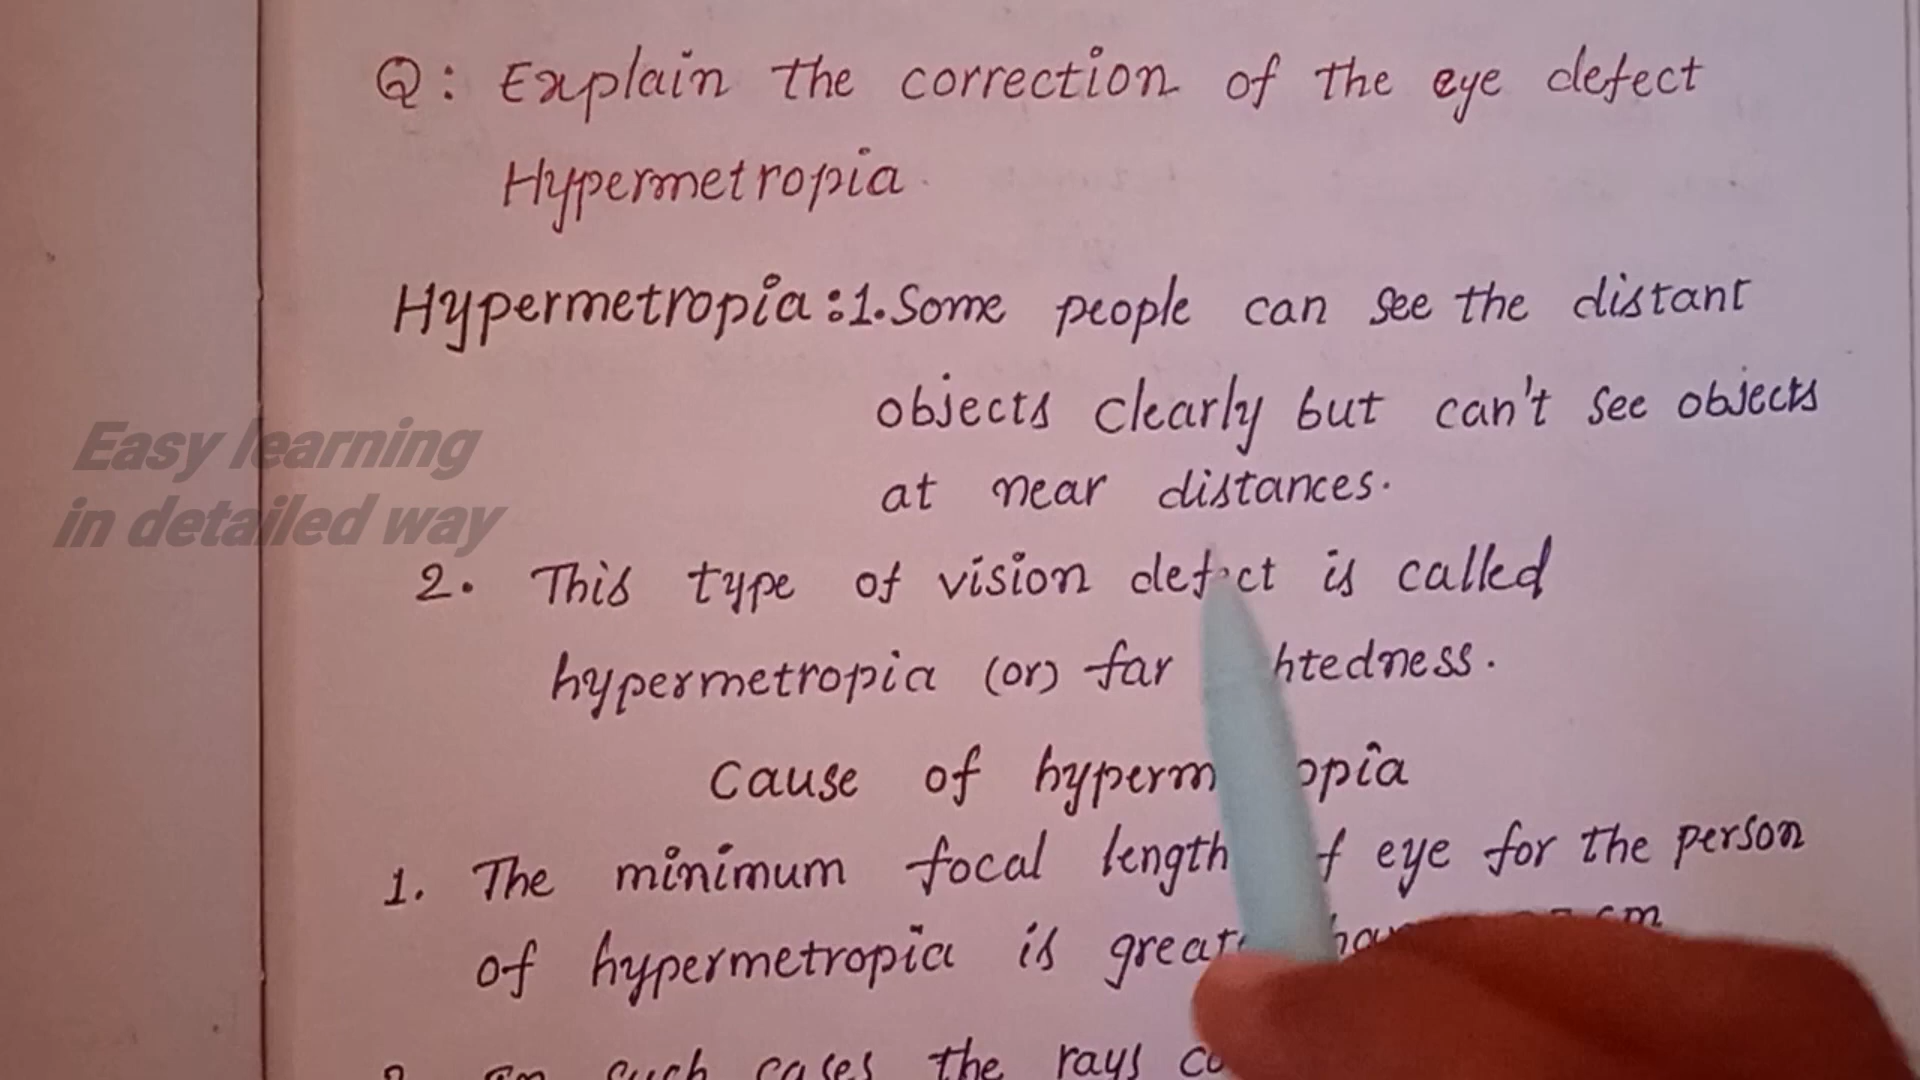 Q: Explain the correction of the eye defect
Hypermetropia.
Hypermetropia:1.Some people can see the distant
objects clearly but can't see objects
at near distances.
Easy learning
in detailed way
2. This type of vision defect is called
hypermetropia (or) far htedness.
Cause of hyperm opia
1. The minimum focal length f eye for the person
of hypermetropia is great cm
such cases the rays